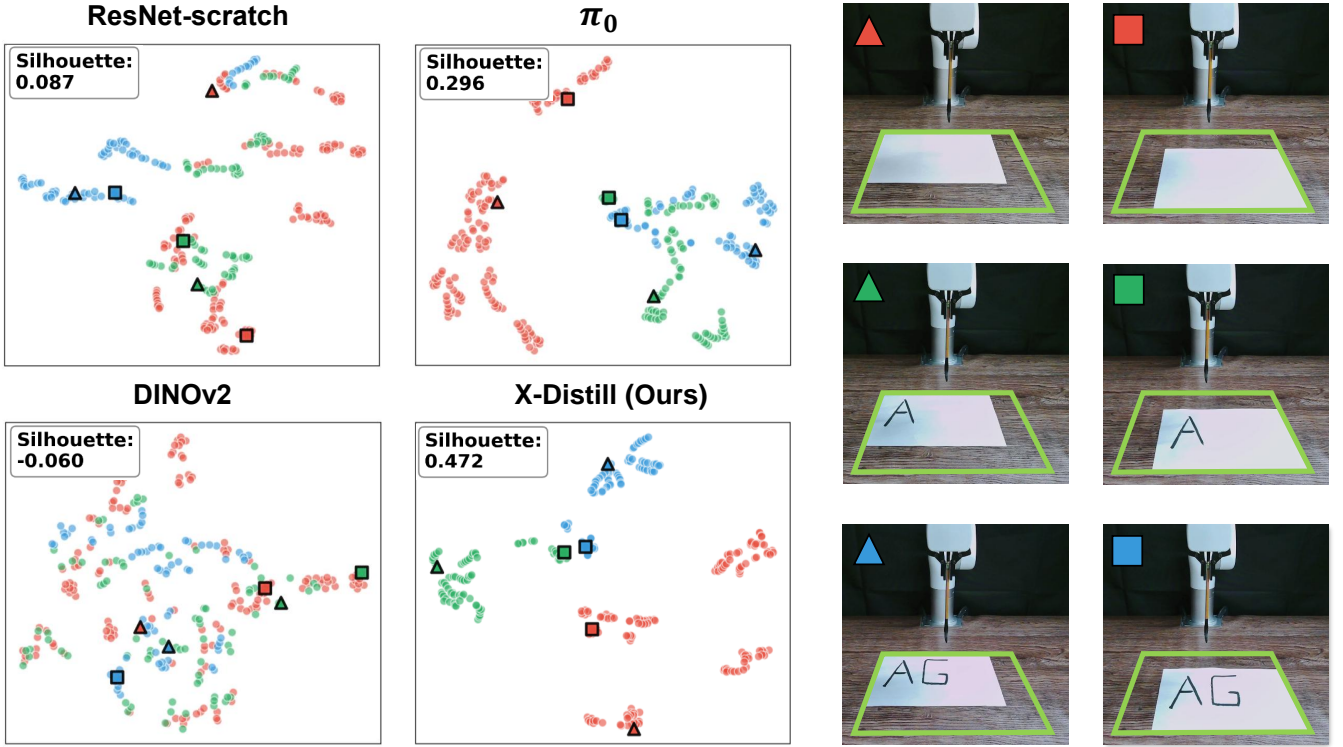 ResNet-scratch
Silhouette:
0.087
π₀
Silhouette:
0.296
DINOv2
Silhouette:
-0.060
X-Distill (Ours)
Silhouette:
0.472
A
A
AG
AG